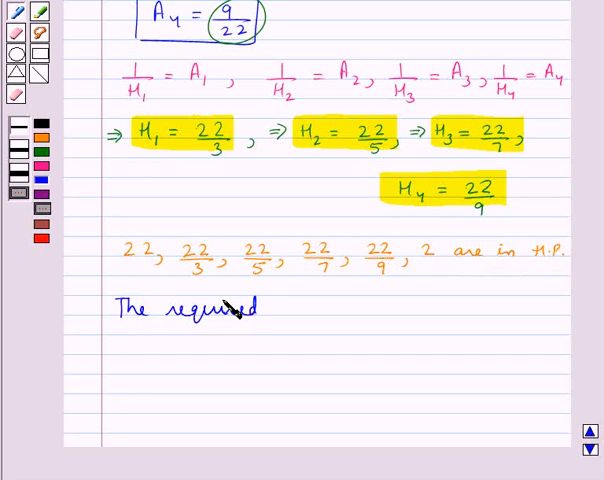 A4 = 9/22
1/H1 = A1, 1/H2 = A2, 1/H3 = A3, 1/H4 = A4
⇒ H1 = 22/3, ⇒ H2 = 22/5, ⇒ H3 = 22/7,
H4 = 22/9
22, 22/3, 22/5, 22/7, 22/9, 2 are in H.P.
The required